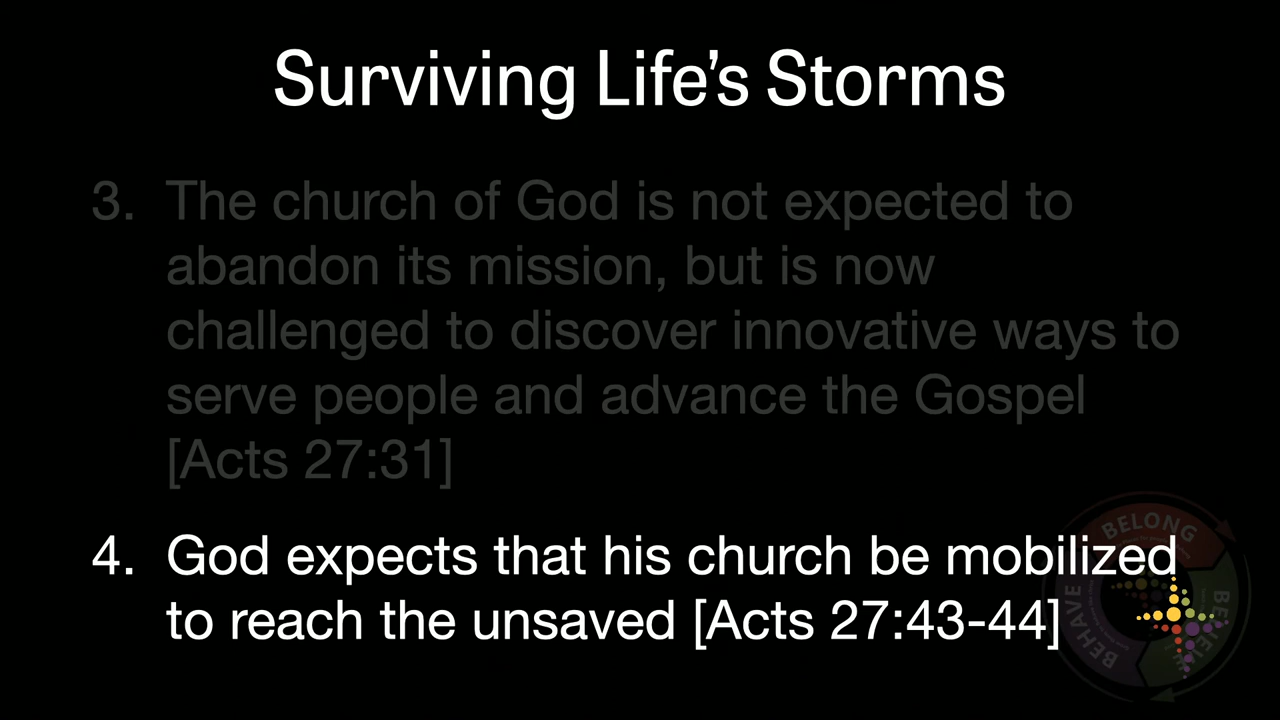 Surviving Life's Storms
3. The church of God is not expected to
abandon its mission, but is now
challenged to discover innovative ways to
serve people and advance the Gospel
[Acts 27:31]
4. God expects that his church be mobilized
to reach the unsaved [Acts 27:43-44]
BELONG
BEHAVE